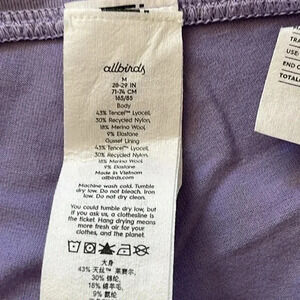 allbirds
M
28-29 IN
71-74 CM
165/85
Body
43% Tencel™ Lyocell,
30% Recycled Nylon,
18% Merino Wool,
9% Elastane
Gusset Lining
43% Tencel™ Lyocell,
30% Recycled Nylon,
18% Merino Wool,
9% Elastane
Made in Vietnam
allbirds.com
Machine wash cold. Tumble
dry low. Do not bleach. Iron
low. Do not dry clean.
You could tumble dry low, but
if you ask us, a clothesline is
the ticket. Hang drying means
more fresh air for your
clothes, and the planet.
大身
43% 天丝™ 莱赛尔,
30% 锦纶,
18% 绵羊毛,
9% 氨纶
TRA
USE
END O
TOTAL